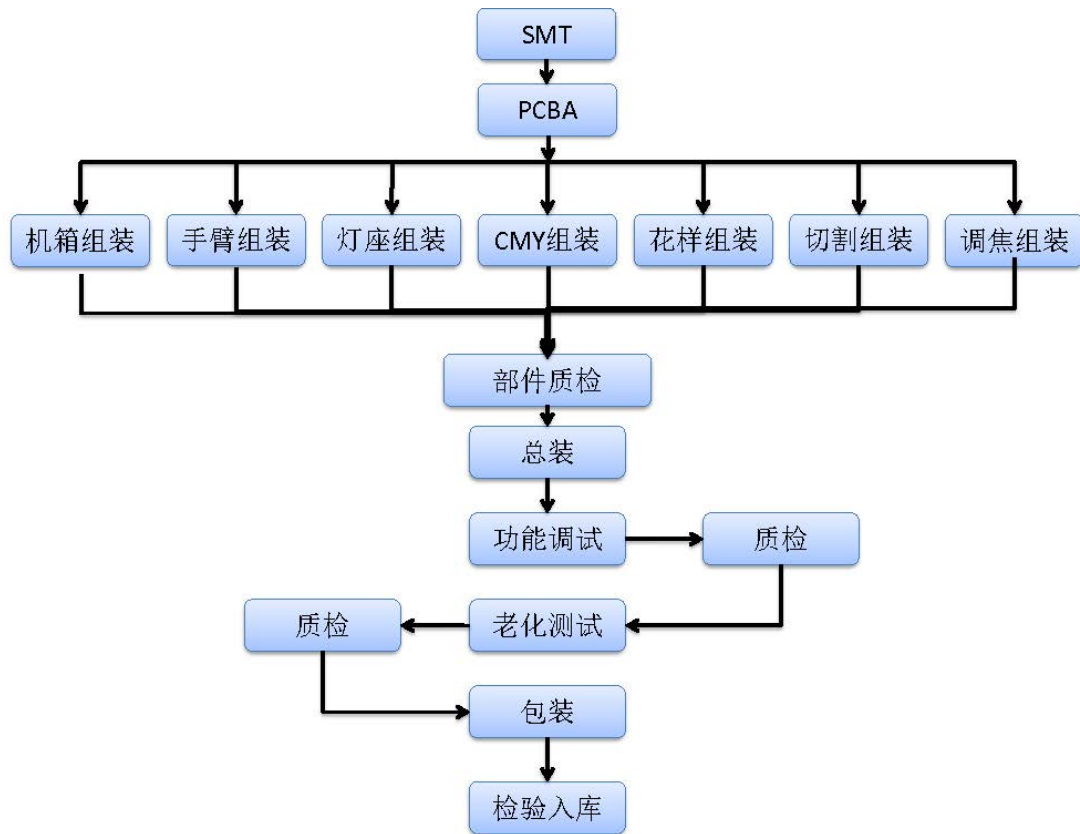 SMT
PCBA
机箱组装
手臂组装
灯座组装
CMY组装
花样组装
切割组装
调焦组装
部件质检
总装
功能调试
质检
老化测试
质检
包装
检验入库